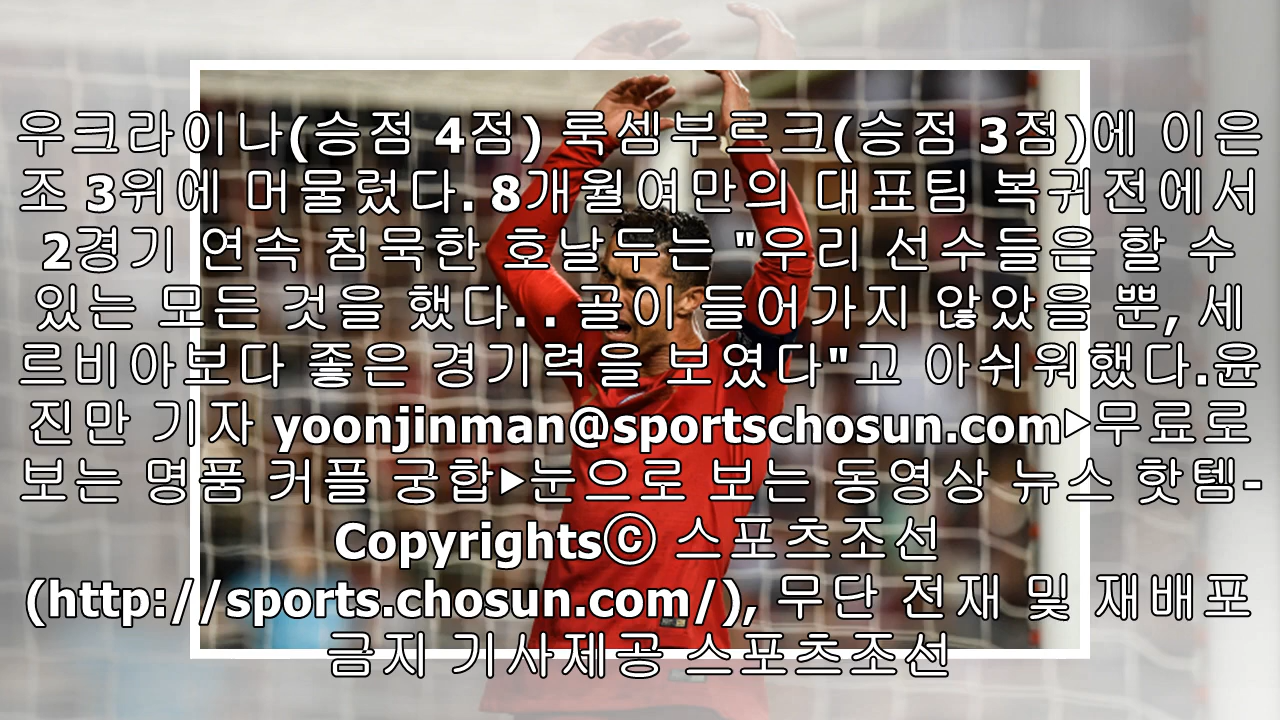 우크라이나(승점 4점) 룩셈부르크(승점 3점)에 이은
조 3위에 머물렀다. 8개월여만의 대표팀 복귀전에서
2경기 연속 침묵한 호날두는 "우리 선수들은 할 수
있는 모든 것을 했다. . 골이 들어가지 않았을 뿐, 세
르비아보다 좋은 경기력을 보였다"고 아쉬워했다.윤
진만 기자 yoonjinman@sportschosun.com▶무료로
보는 명품 커플 궁합▶눈으로 보는 동영상 뉴스 핫템-
Copyrightsⓒ 스포츠조선
(http://sports.chosun.com/), 무단 전재 및 재배포
금지 기사제공 스포츠조선